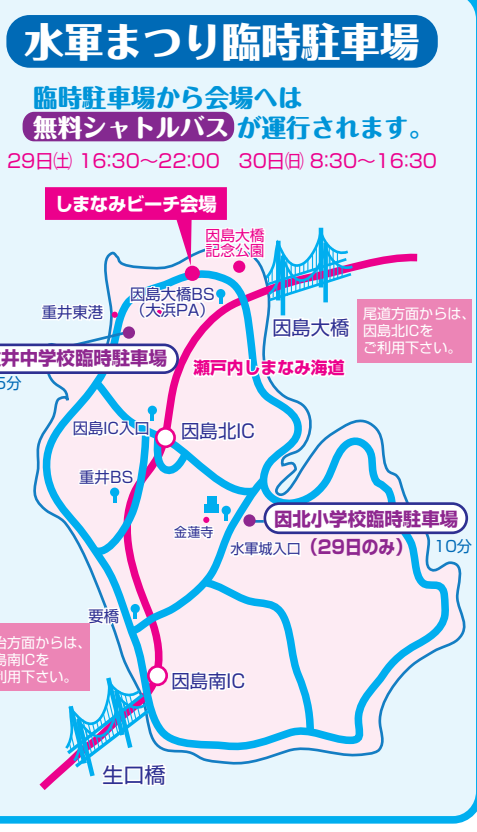 水軍まつり臨時駐車場
臨時駐車場から会場へは
無料シャトルバスが運行されます。
29日㈯ 16:30〜22:00 30日㈰ 8:30〜16:30
しまなみビーチ会場
因島大橋
記念公園
因島大橋BS
(大浜PA)
重井東港
因島大橋
尾道方面からは、
因島北ICを
ご利用下さい。
井中学校臨時駐車場
5分
瀬戸内しまなみ海道
因島IC入口
因島北IC
重井BS
金蓮寺
水軍城入口
因北小学校臨時駐車場
(29日のみ)
10分
要橋
治方面からは、
島南ICを
利用下さい。
因島南IC
生口橋